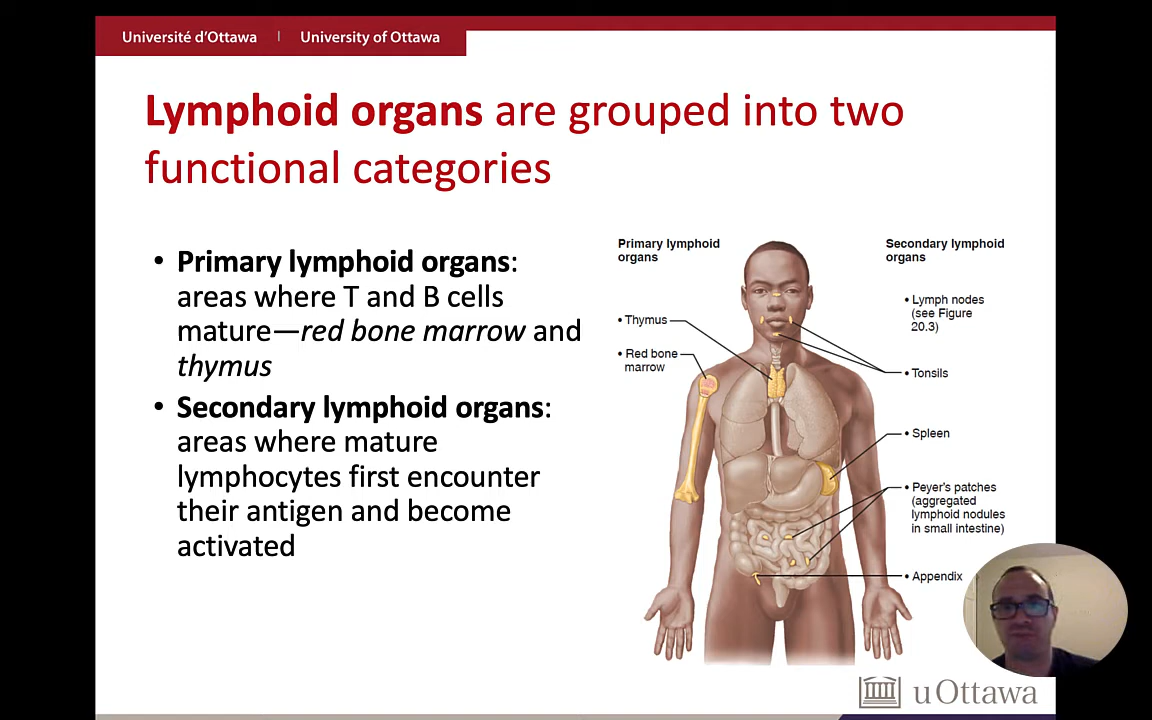 Université d'Ottawa | University of Ottawa
Lymphoid organs are grouped into two
functional categories
• Primary lymphoid organs:
areas where T and B cells
mature—red bone marrow and
thymus
• Secondary lymphoid organs:
areas where mature
lymphocytes first encounter
their antigen and become
activated
Primary lymphoid
organs
• Thymus
• Red bone
marrow
Secondary lymphoid
organs
• Lymph nodes
(see Figure
20.3)
• Tonsils
• Spleen
• Peyer's patches
(aggregated
lymphoid nodules
in small intestine)
• Appendix
uOttawa